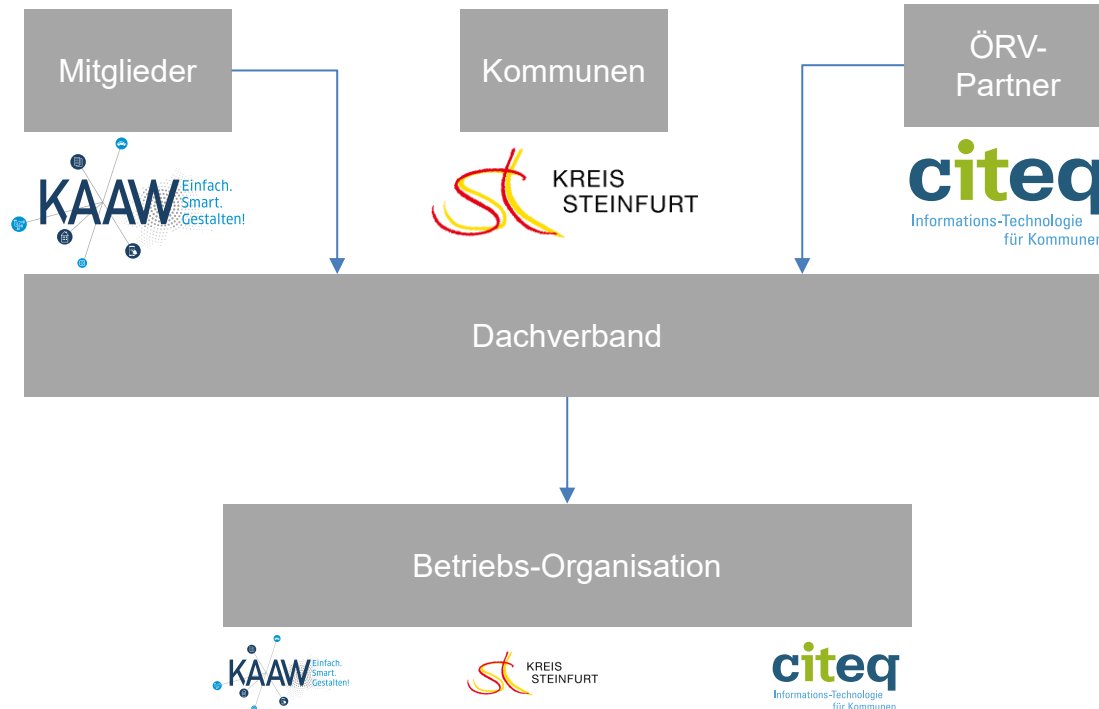 Mitglieder
Kommunen
ÖRV-
Partner
KAAW
Einfach.
Smart.
Gestalten!
KREIS
STEINFURT
citeq
Informations-Technologie
für Kommunen
Dachverband
Betriebs-Organisation
KAAW
Einfach.
Smart.
Gestalten!
KREIS
STEINFURT
citeq
Informations-Technologie
für Kommunen